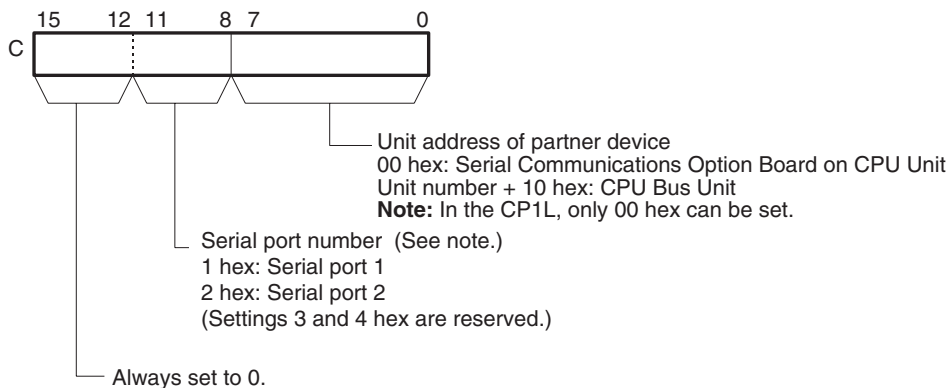 15 12 11 8 7 0
C
Unit address of partner device
00 hex: Serial Communications Option Board on CPU Unit
Unit number + 10 hex: CPU Bus Unit
Note: In the CP1L, only 00 hex can be set.
Serial port number (See note.)
1 hex: Serial port 1
2 hex: Serial port 2
(Settings 3 and 4 hex are reserved.)
Always set to 0.